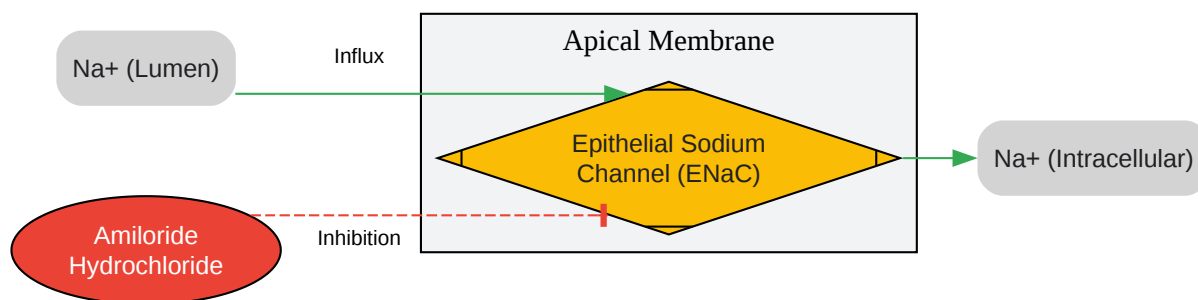 Apical Membrane
Influx
Na+ (Lumen)
Epithelial Sodium
Channel (ENaC)
Na+ (Intracellular)
Amiloride
Hydrochloride
Inhibition